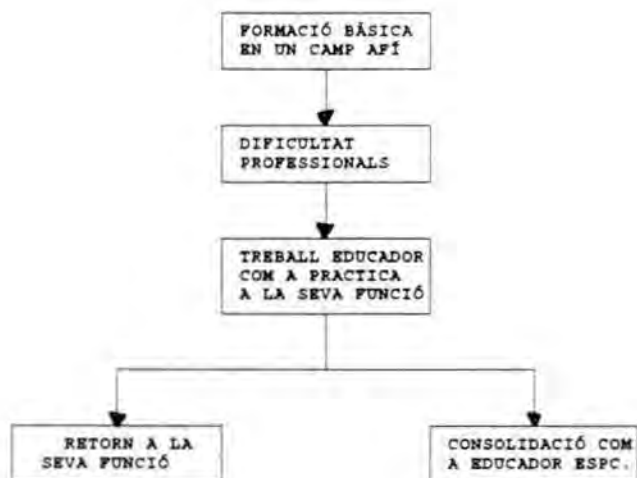 FORMACIÓ BÀSICA
EN UN CAMP AFÍ
DIFICULTAT
PROFESSIONALS
TREBALL EDUCADOR
COM A PRACTICA
A LA SEVA FUNCIÓ
RETORN A LA
SEVA FUNCIÓ
CONSOLIDACIÓ COM
A EDUCADOR ESPC.